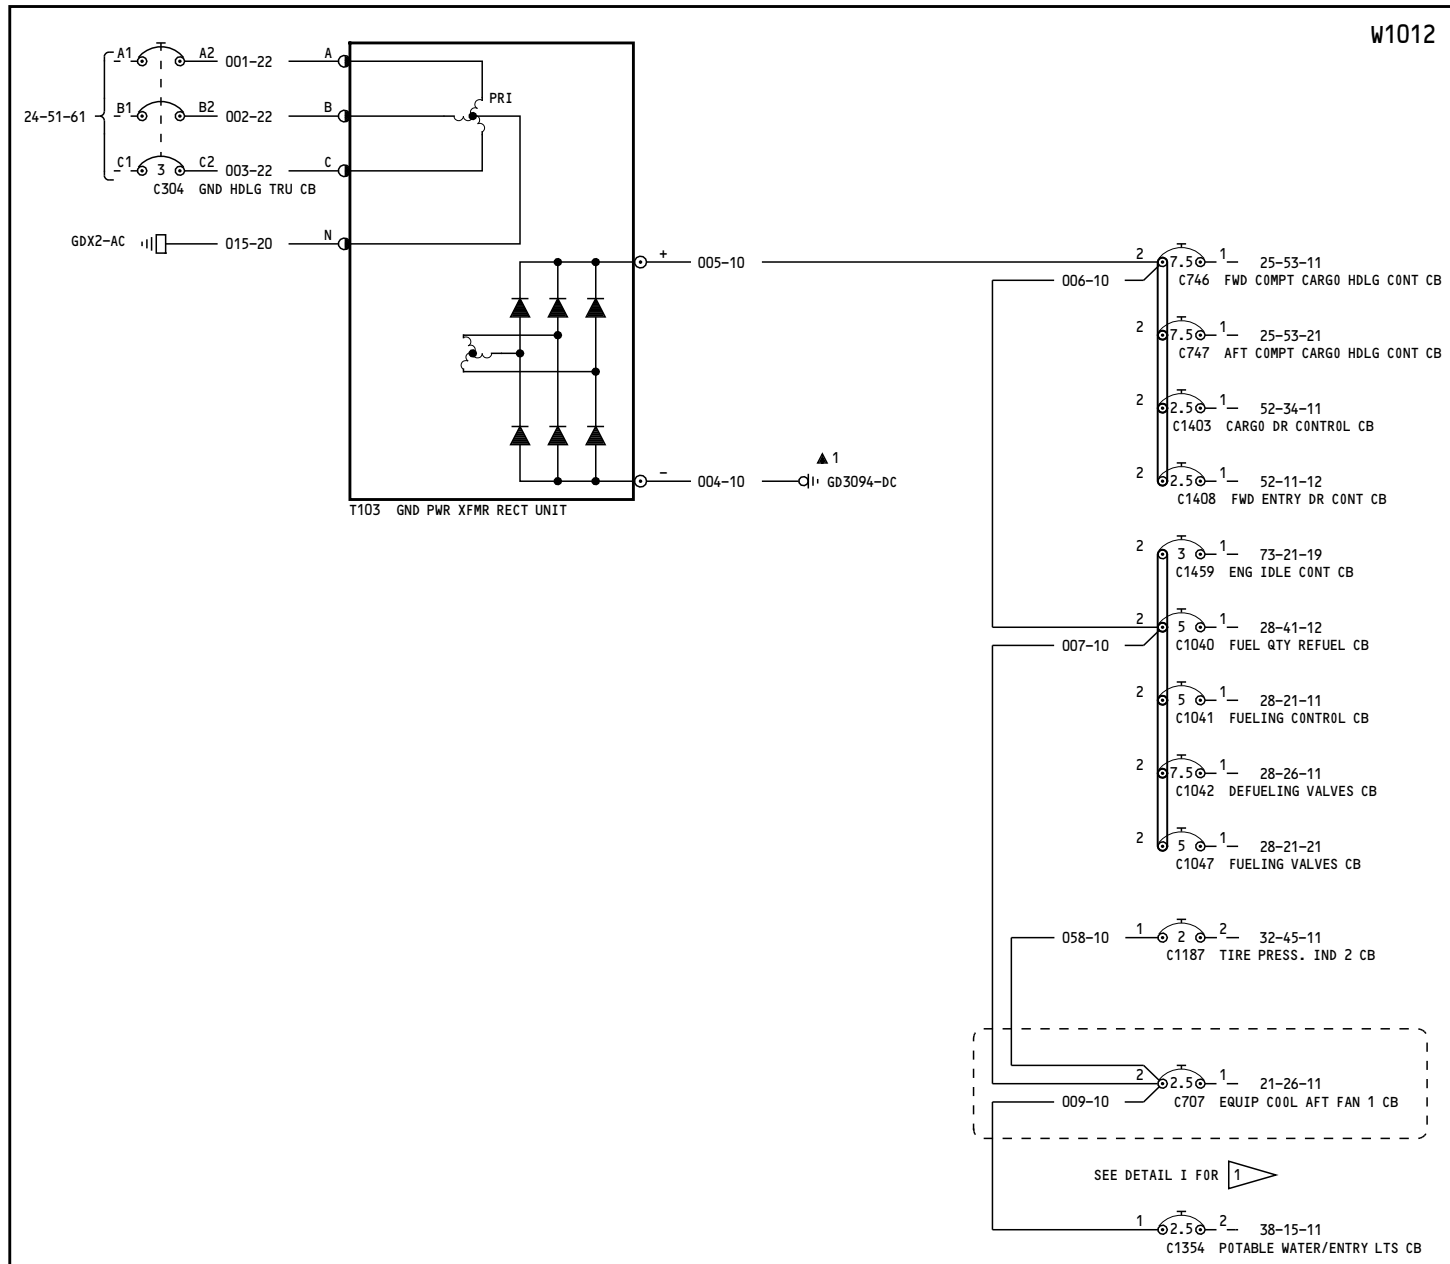 W1012
A1 A2 001-22 A
PRI
24-51-61 B1 B2 002-22 B
C1 3 C2 003-22 C
C304 GND HDLG TRU CB
GDX2-AC 015-20 N
+ 005-10 2 7.5 1 25-53-11
006-10 C746 FWD COMPT CARGO HDLG CONT CB
2 7.5 1 25-53-21
C747 AFT COMPT CARGO HDLG CONT CB
2 2.5 1 52-34-11
C1403 CARGO DR CONTROL CB
1
- 004-10 GD3094-DC 2 2.5 1 52-11-12
C1408 FWD ENTRY DR CONT CB
T103 GND PWR XFMR RECT UNIT
2 3 1 73-21-19
C1459 ENG IDLE CONT CB
2 5 1 28-41-12
007-10 C1040 FUEL QTY REFUEL CB
2 5 1 28-21-11
C1041 FUELING CONTROL CB
2 7.5 1 28-26-11
C1042 DEFUELING VALVES CB
2 5 1 28-21-21
C1047 FUELING VALVES CB
058-10 1 2 2 32-45-11
C1187 TIRE PRESS. IND 2 CB
2 2.5 1 21-26-11
009-10 C707 EQUIP COOL AFT FAN 1 CB
SEE DETAIL I FOR 1
1 2.5 2 38-15-11
C1354 POTABLE WATER/ENTRY LTS CB